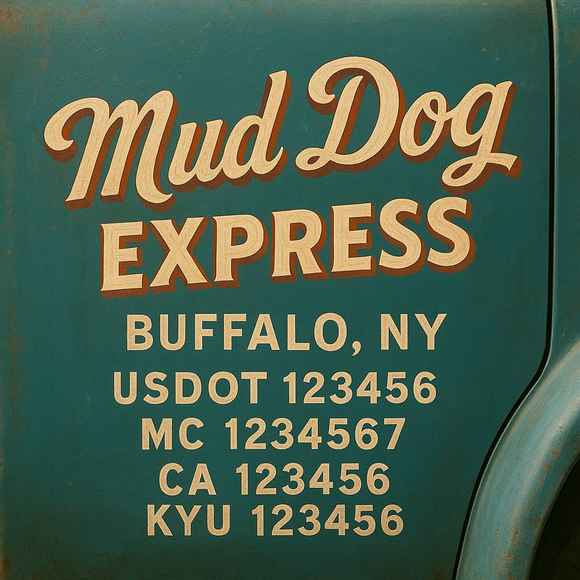 Mud Dog
EXPRESS
BUFFALO, NY
USDOT 123456
MC 1234567
CA 123456
KYU 123456